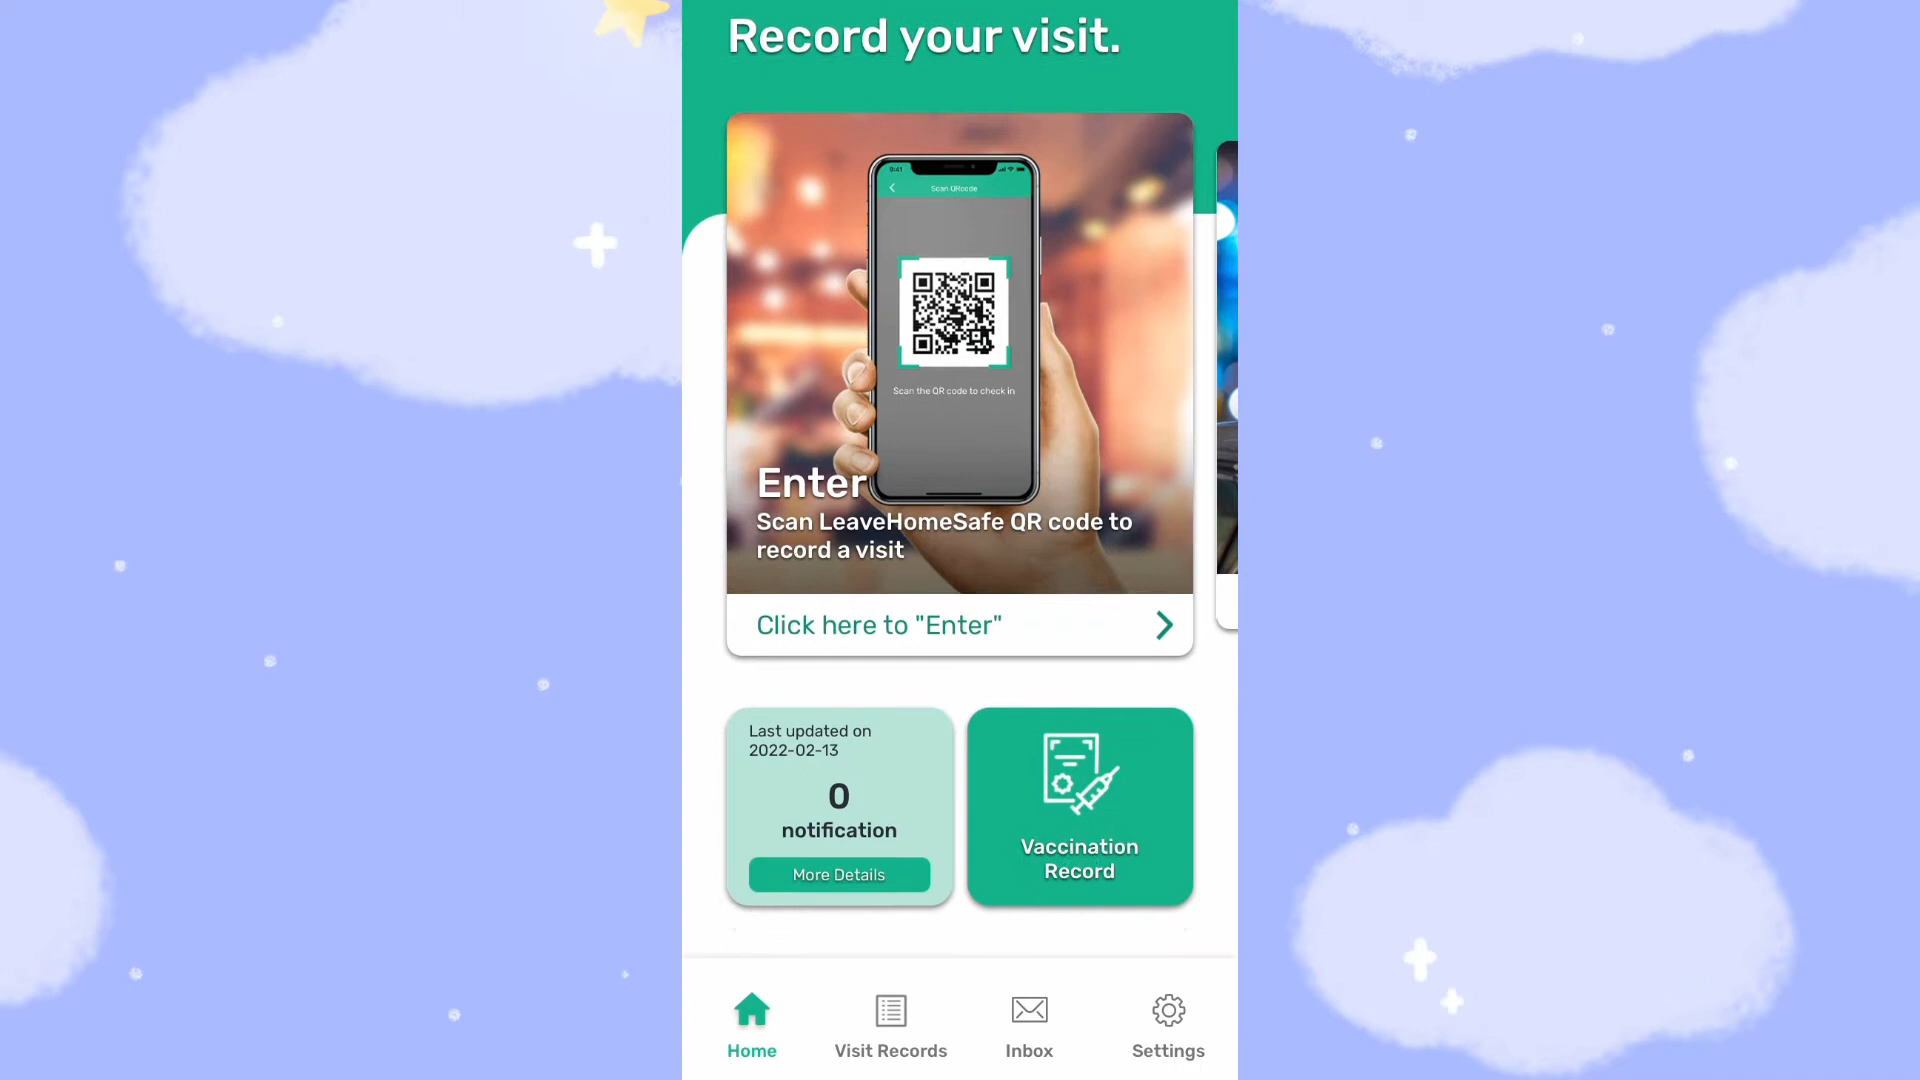 Record your visit.
9:41
Scan QRcode
Scan the QR code to check in
Enter
Scan LeaveHomeSafe QR code to
record a visit
Click here to "Enter"
Last updated on
2022-02-13
0
notification
More Details
Vaccination
Record
Home
Visit Records
Inbox
Settings